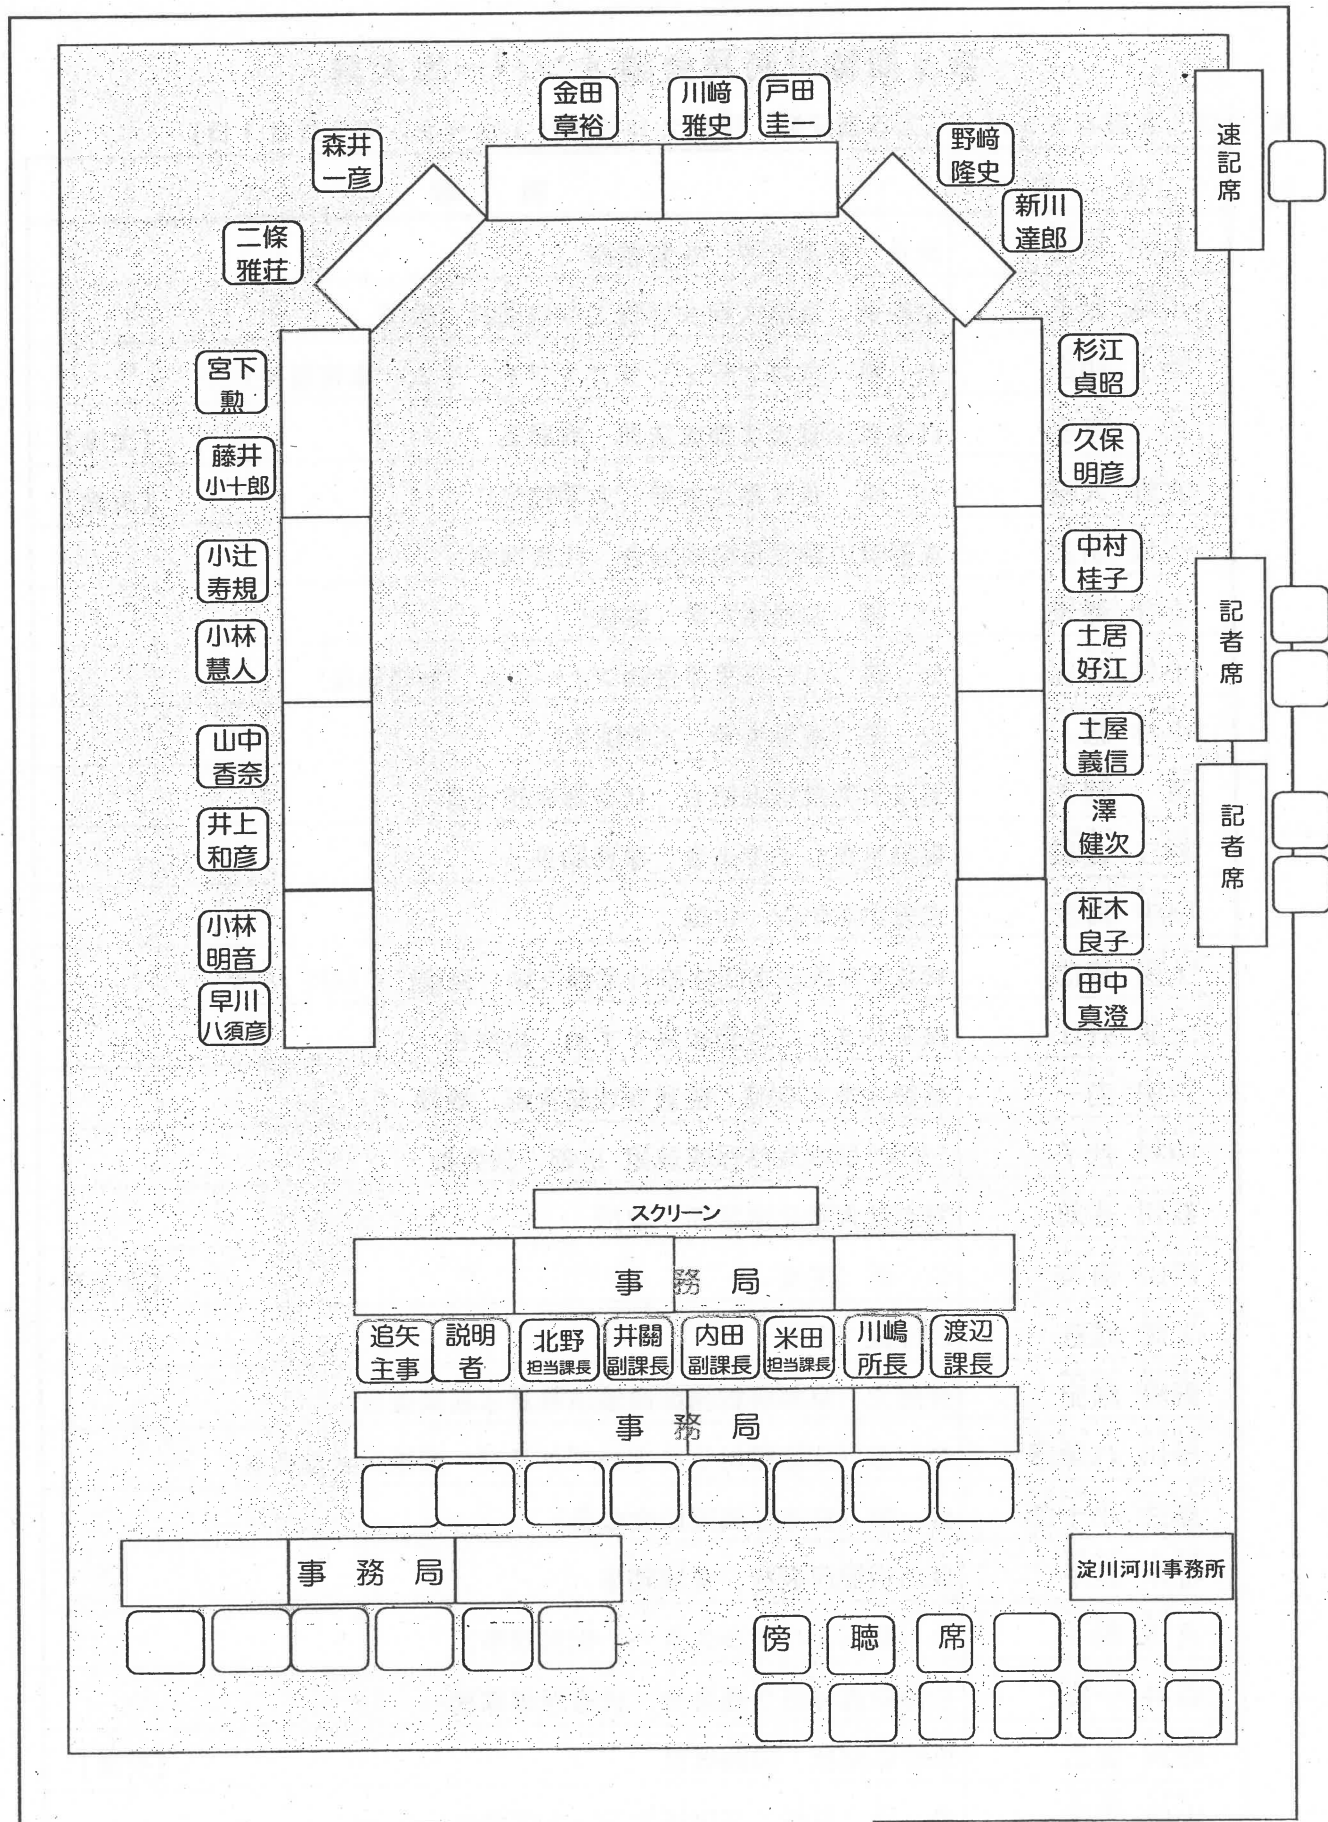 金田
章裕
川﨑
雅史
戸田
圭一
森井
一彦
野﨑
隆史
二條
雅荘
新川
達郎
速記席
宮下
勲
杉江
貞昭
藤井
小十郎
久保
明彦
小辻
寿規
中村
桂子
小林
慧人
土居
好江
記者席
山中
香奈
土屋
義信
井上
和彦
澤
健次
記者席
小林
明音
柾木
良子
早川
八須彦
田中
真澄
スクリーン
事務局
追矢
主事
説明
者
北野
担当課長
井關
副課長
内田
副課長
米田
担当課長
川嶋
所長
渡辺
課長
事務局
事務局
淀川河川事務所
傍聴席